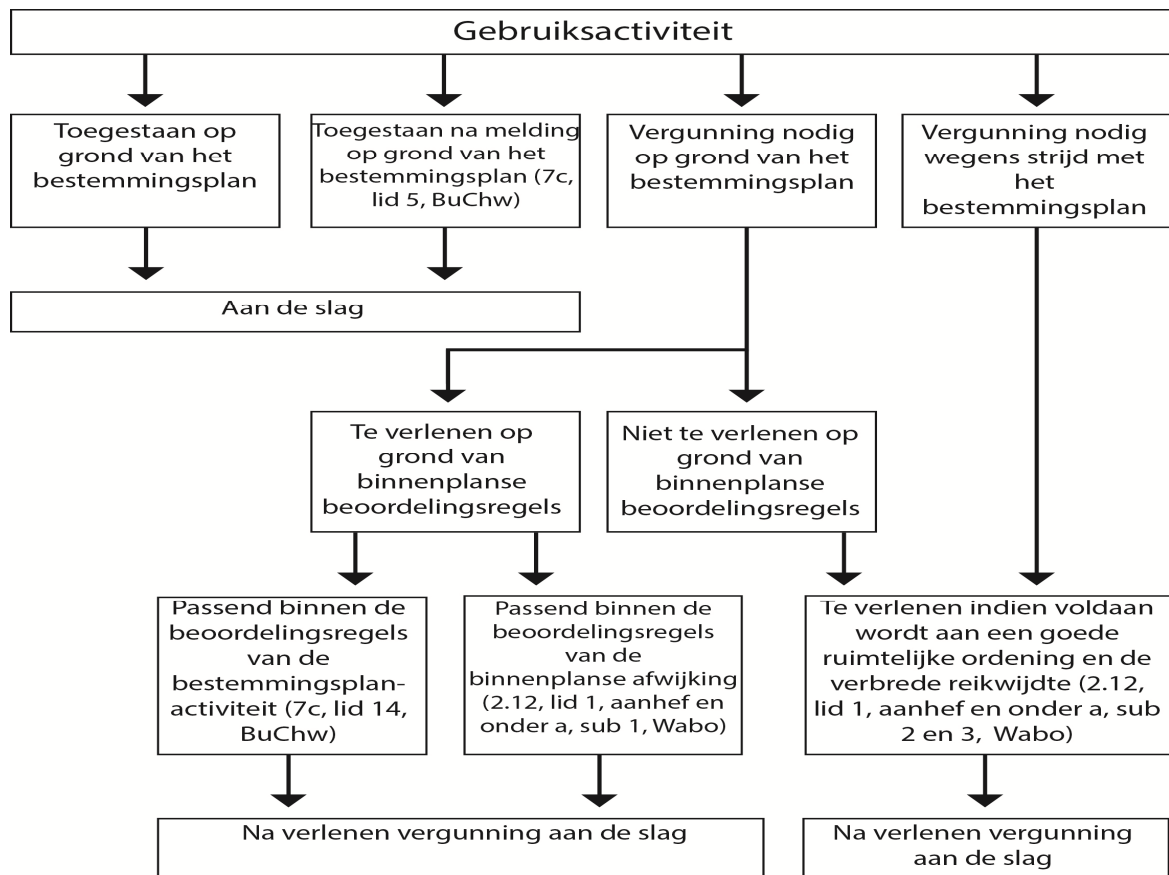 Gebruiksactiviteit
Toegestaan op
grond van het
bestemmingsplan
Toegestaan na melding
op grond van het
bestemmingsplan (7c,
lid 5, BuChw)
Vergunning nodig
op grond van het
bestemmingsplan
Vergunning nodig
wegens strijd met
het
bestemmingsplan
Aan de slag
Te verlenen op
grond van
binnenplanse
beoordelingsregels
Niet te verlenen op
grond van
binnenplanse
beoordelingsregels
Passend binnen de
beoordelingsregels
van de
bestemmingsplan-
activiteit (7c, lid 14,
BuChw)
Passend binnen de
beoordelingsregels
van de
binnenplanse afwijking
(2.12, lid 1, aanhef en
onder a, sub 1, Wabo)
Te verlenen indien voldaan
wordt aan een goede
ruimtelijke ordening en de
verbrede reikwijdte (2.12,
lid 1, aanhef en onder a, sub
2 en 3, Wabo)
Na verlenen vergunning aan de slag
Na verlenen vergunning
aan de slag